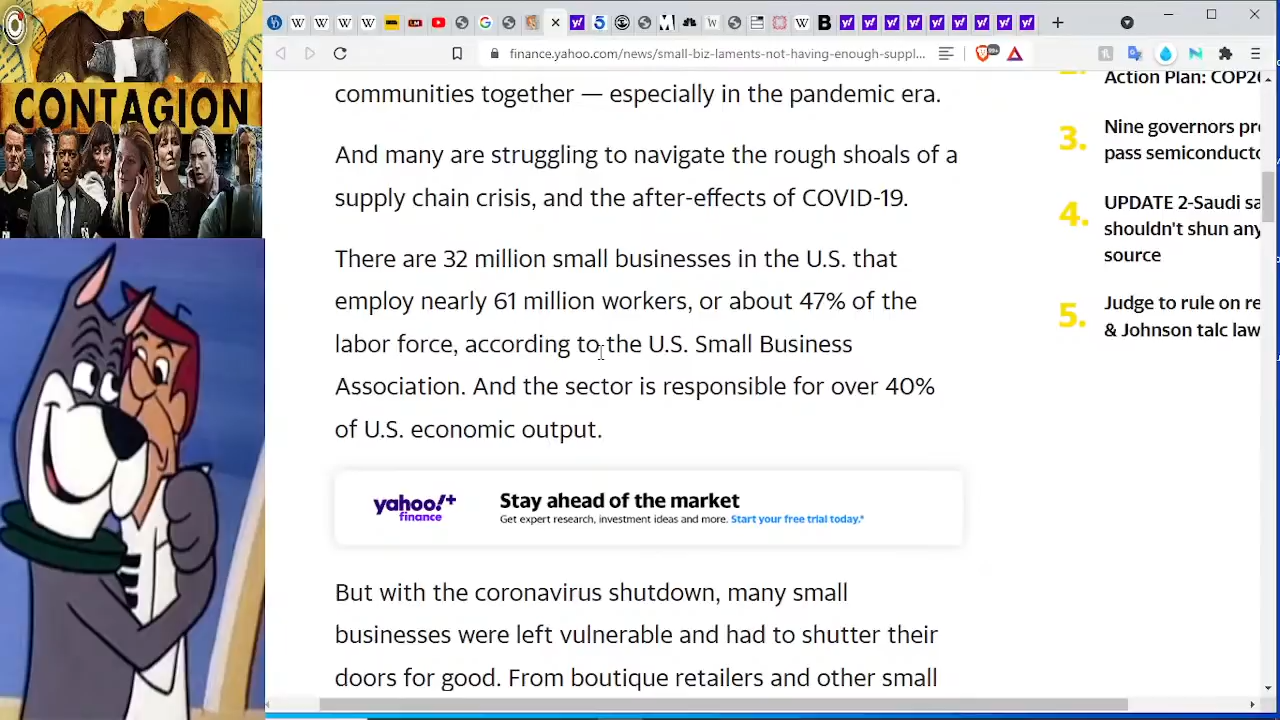 CONTAGION
finance.yahoo.com/news/small-biz-laments-not-having-enough-suppl...
communities together — especially in the pandemic era.
And many are struggling to navigate the rough shoals of a
supply chain crisis, and the after-effects of COVID-19.
There are 32 million small businesses in the U.S. that
employ nearly 61 million workers, or about 47% of the
labor force, according to the U.S. Small Business
Association. And the sector is responsible for over 40%
of U.S. economic output.
yahoo!+
finance
Stay ahead of the market
Get expert research, investment ideas and more. Start your free trial today.*
But with the coronavirus shutdown, many small
businesses were left vulnerable and had to shutter their
doors for good. From boutique retailers and other small
Action Plan: COP26
3.
Nine governors pr
pass semiconducto
4.
UPDATE 2-Saudi sa
shouldn't shun any
source
5.
Judge to rule on re
& Johnson talc law